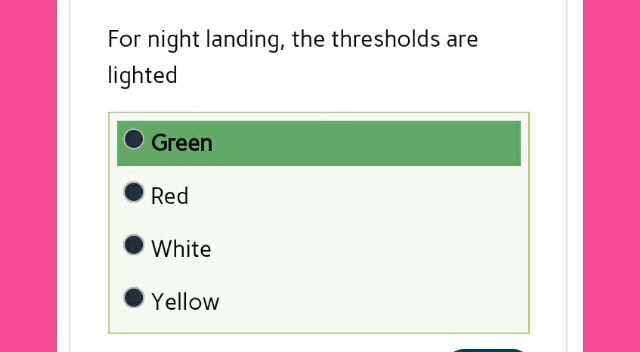 For night landing, the thresholds are
lighted
Green
Red
White
Yellow